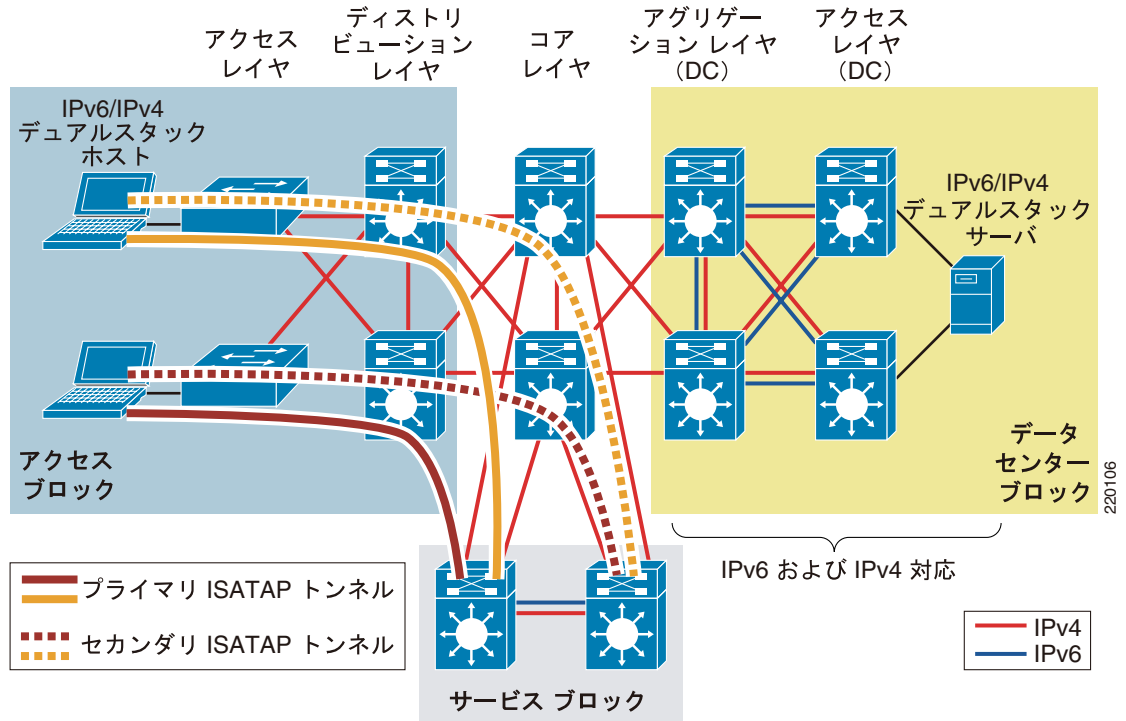 アクセス
レイヤ
ディストリ
ビューション
レイヤ
コア
レイヤ
アグリゲー
ション レイヤ
（DC）
アクセス
レイヤ
（DC）
IPv6/IPv4
デュアルスタック
ホスト
IPv6/IPv4
デュアルスタック
サーバ
アクセス
ブロック
データ
センター
ブロック
220106
IPv6 および IPv4 対応
プライマリ ISATAP トンネル
セカンダリ ISATAP トンネル
IPv4
IPv6
サービス ブロック